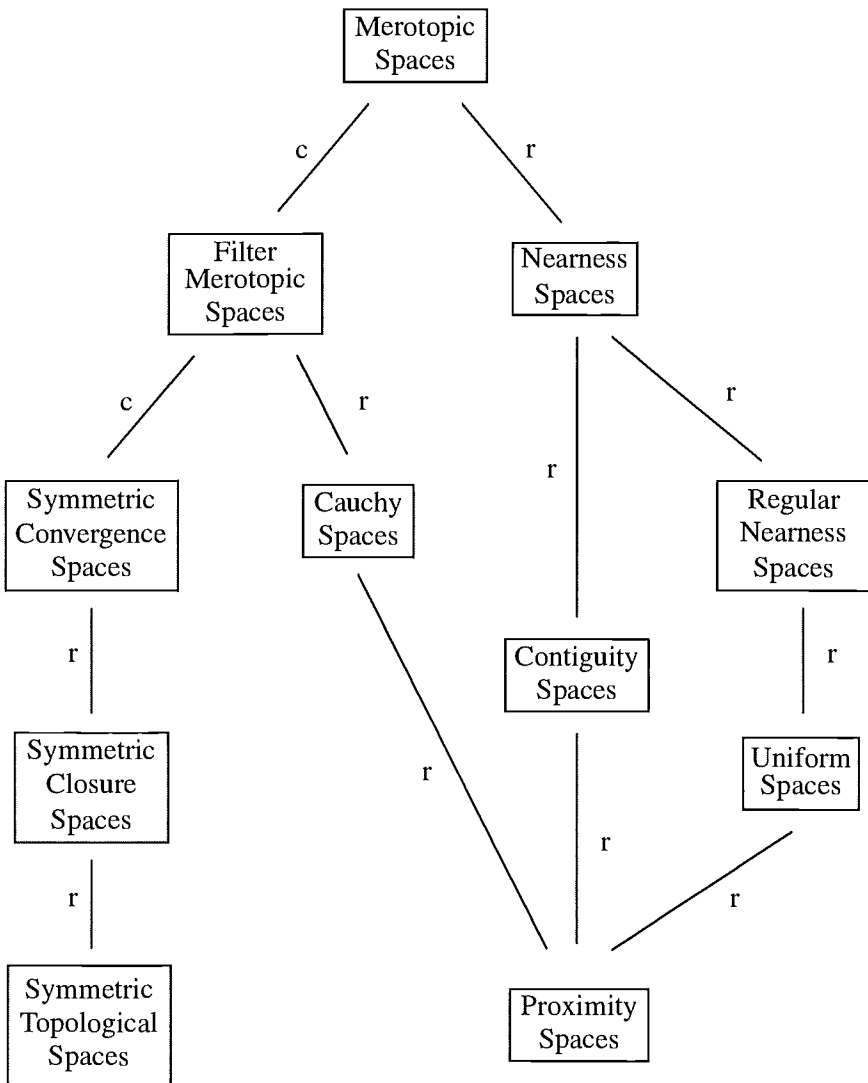 Merotopic
Spaces
c
r
Filter
Merotopic
Spaces
Nearness
Spaces
c
r
r
r
Symmetric
Convergence
Spaces
Cauchy
Spaces
Regular
Nearness
Spaces
r
Contiguity
Spaces
r
Symmetric
Closure
Spaces
r
Uniform
Spaces
r
r
r
Symmetric
Topological
Spaces
Proximity
Spaces